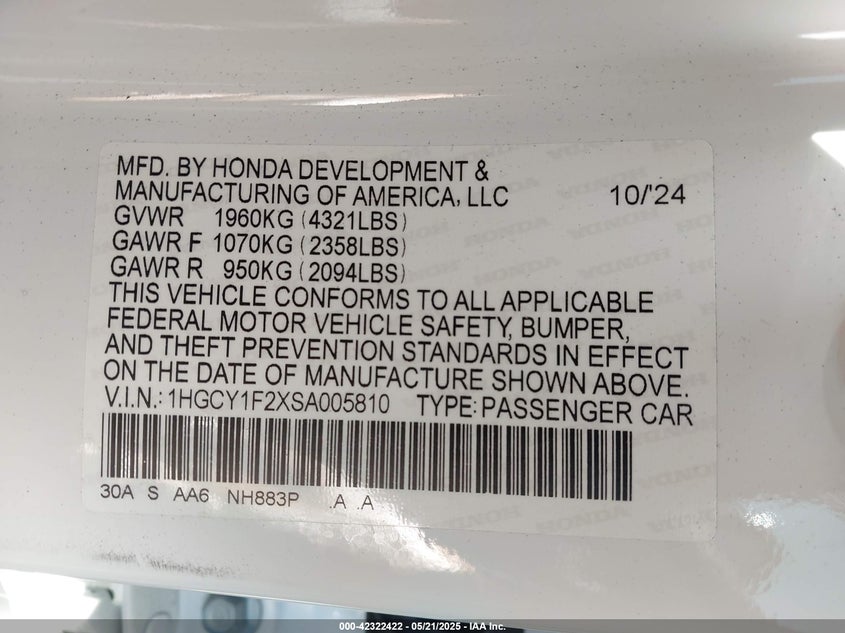 MFD. BY HONDA DEVELOPMENT &
MANUFACTURING OF AMERICA, LLC 10/'24
GVWR 1960KG (4321LBS)
GAWR F 1070KG (2358LBS)
GAWR R 950KG (2094LBS)
THIS VEHICLE CONFORMS TO ALL APPLICABLE
FEDERAL MOTOR VEHICLE SAFETY, BUMPER,
AND THEFT PREVENTION STANDARDS IN EFFECT
ON THE DATE OF MANUFACTURE SHOWN ABOVE.
V.I.N.: 1HGCY1F2XSA005810 TYPE: PASSENGER CAR
30A S AA6 NH883P .A .A
000-42322422 - 05/21/2025 - IAA Inc.